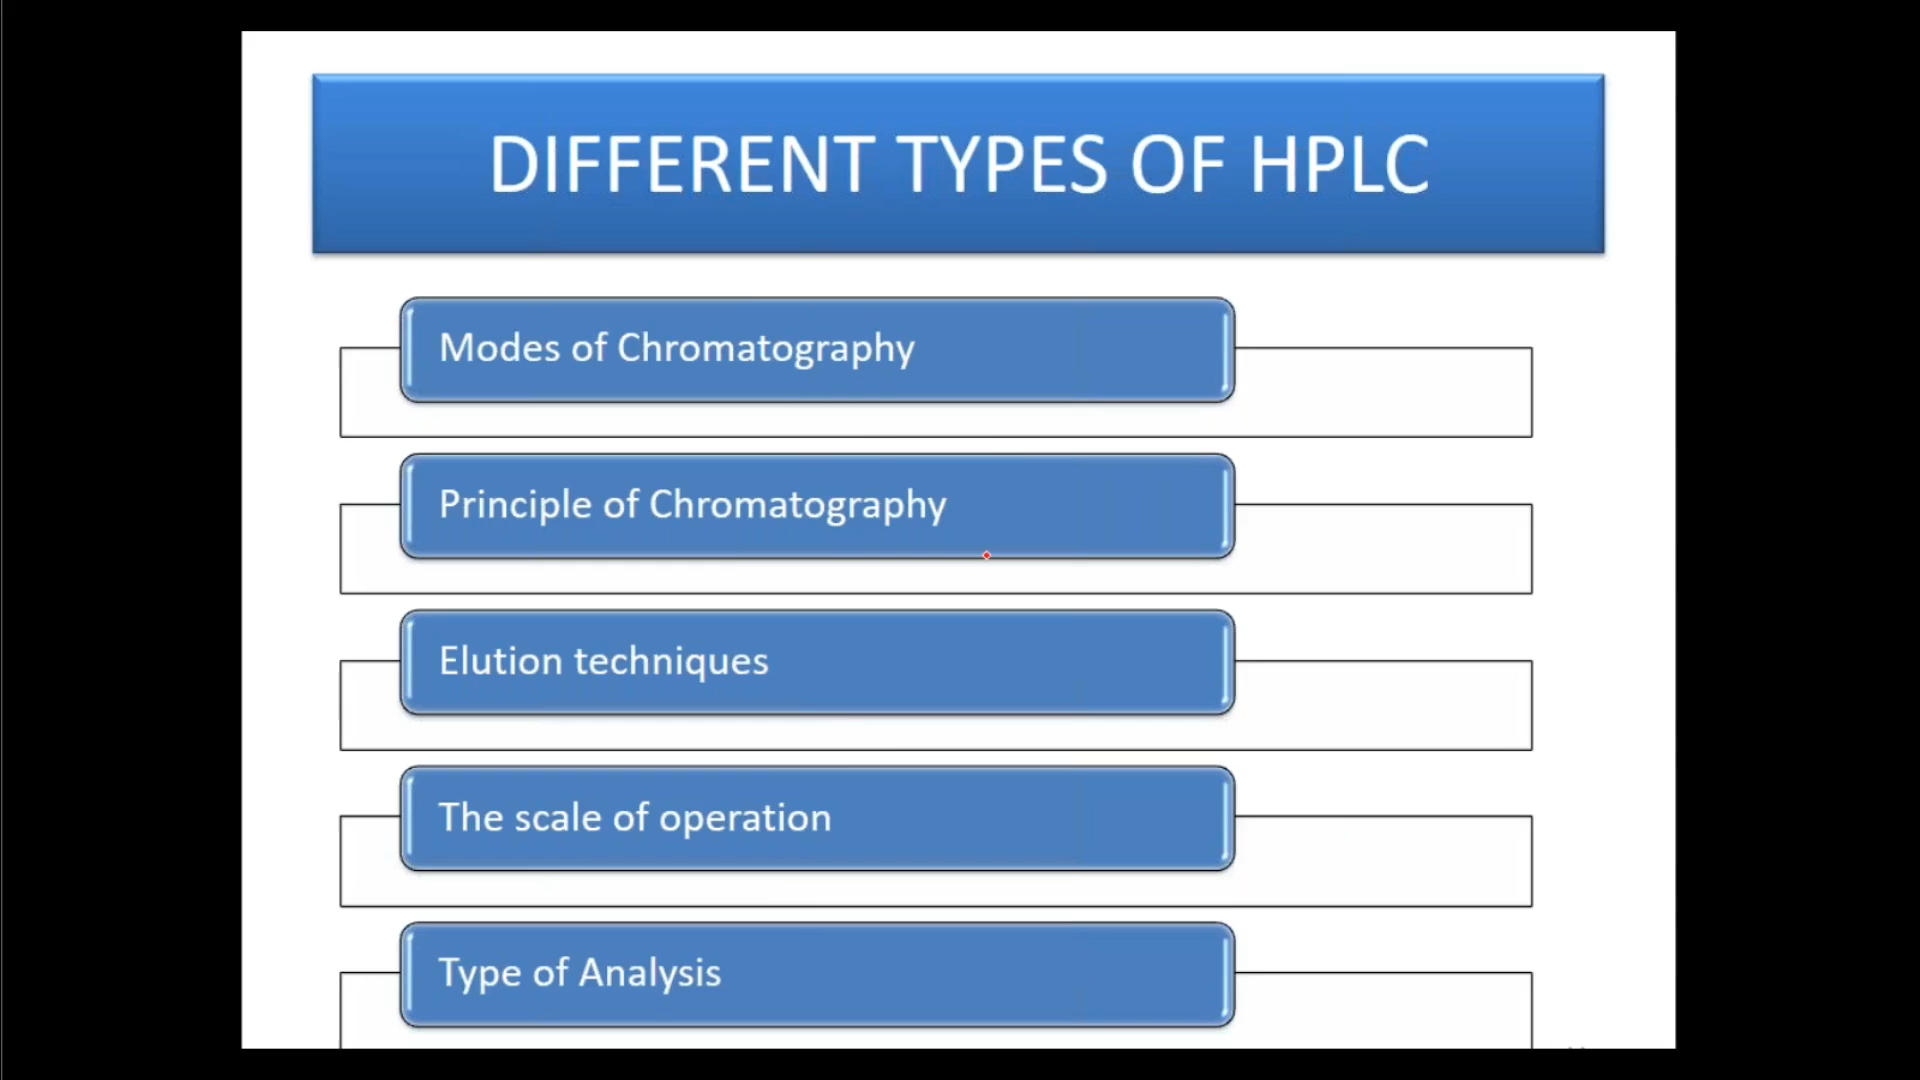 DIFFERENT TYPES OF HPLC
Modes of Chromatography
Principle of Chromatography
Elution techniques
The scale of operation
Type of Analysis